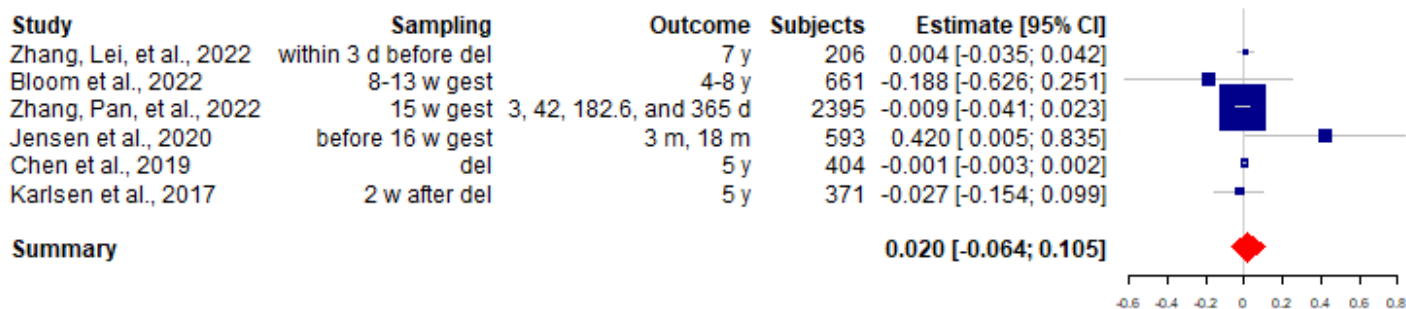 Study Sampling Outcome Subjects Estimate [95% CI]
Zhang, Lei, et al., 2022 within 3 d before del 7 y 206 0.004 [-0.035; 0.042]
Bloom et al., 2022 8-13 w gest 4-8 y 661 -0.188 [-0.626; 0.251]
Zhang, Pan, et al., 2022 15 w gest 3, 42, 182.6, and 365 d 2395 -0.009 [-0.041; 0.023]
Jensen et al., 2020 before 16 w gest 3 m, 18 m 593 0.420 [ 0.005; 0.835]
Chen et al., 2019 del 5 y 404 -0.001 [-0.003; 0.002]
Karlsen et al., 2017 2 w after del 5 y 371 -0.027 [-0.154; 0.099]
Summary 0.020 [-0.064; 0.105]
-0.6 -0.4 -0.2 0 0.2 0.4 0.6 0.8